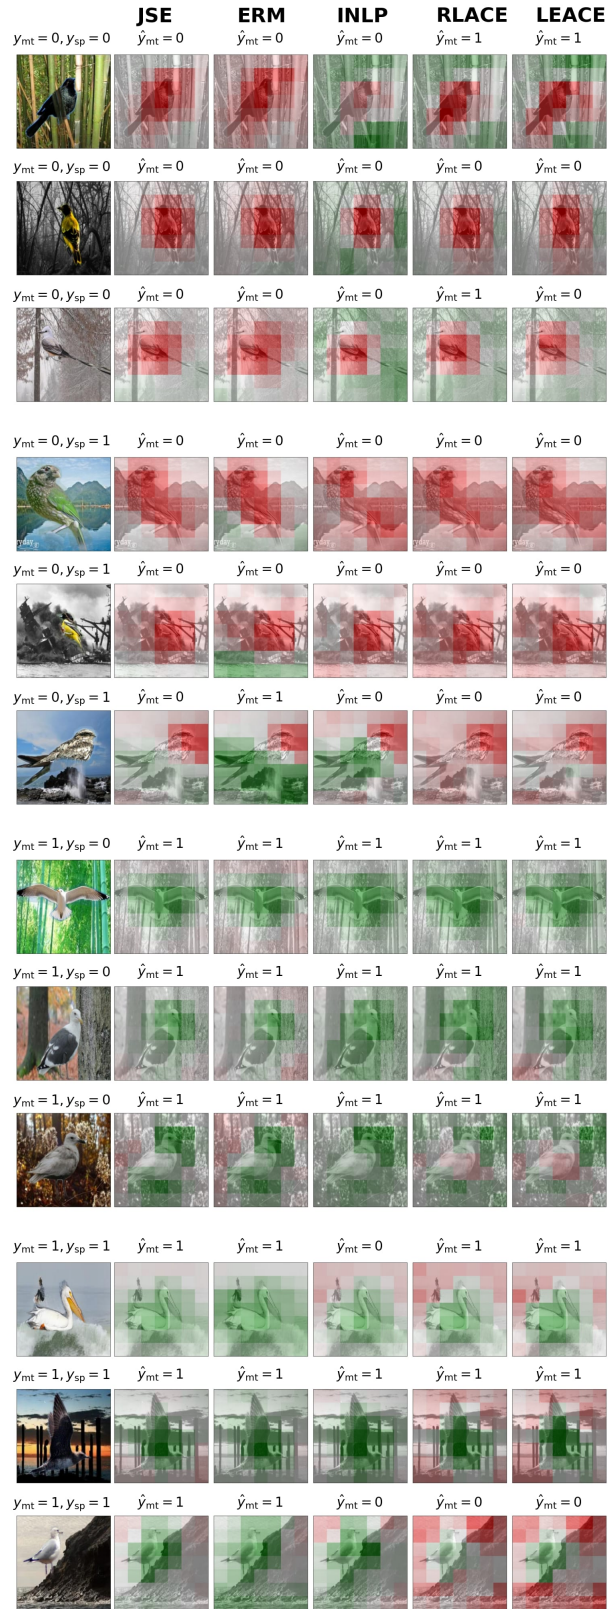 JSE ERM INLP RLACE LEACE
y_mt = 0, y_sp = 0 ŷ_mt = 0 ŷ_mt = 0 ŷ_mt = 0 ŷ_mt = 1 ŷ_mt = 1
y_mt = 0, y_sp = 0 ŷ_mt = 0 ŷ_mt = 0 ŷ_mt = 0 ŷ_mt = 0 ŷ_mt = 0
y_mt = 0, y_sp = 0 ŷ_mt = 0 ŷ_mt = 0 ŷ_mt = 0 ŷ_mt = 1 ŷ_mt = 0
y_mt = 0, y_sp = 1 ŷ_mt = 0 ŷ_mt = 0 ŷ_mt = 0 ŷ_mt = 0 ŷ_mt = 0
y_mt = 0, y_sp = 1 ŷ_mt = 0 ŷ_mt = 0 ŷ_mt = 0 ŷ_mt = 0 ŷ_mt = 0
y_mt = 0, y_sp = 1 ŷ_mt = 0 ŷ_mt = 1 ŷ_mt = 0 ŷ_mt = 0 ŷ_mt = 0
y_mt = 1, y_sp = 0 ŷ_mt = 1 ŷ_mt = 1 ŷ_mt = 1 ŷ_mt = 1 ŷ_mt = 1
y_mt = 1, y_sp = 0 ŷ_mt = 1 ŷ_mt = 1 ŷ_mt = 1 ŷ_mt = 1 ŷ_mt = 1
y_mt = 1, y_sp = 0 ŷ_mt = 1 ŷ_mt = 1 ŷ_mt = 1 ŷ_mt = 1 ŷ_mt = 1
y_mt = 1, y_sp = 1 ŷ_mt = 1 ŷ_mt = 1 ŷ_mt = 0 ŷ_mt = 1 ŷ_mt = 1
y_mt = 1, y_sp = 1 ŷ_mt = 1 ŷ_mt = 1 ŷ_mt = 1 ŷ_mt = 1 ŷ_mt = 1
y_mt = 1, y_sp = 1 ŷ_mt = 1 ŷ_mt = 1 ŷ_mt = 0 ŷ_mt = 0 ŷ_mt = 0